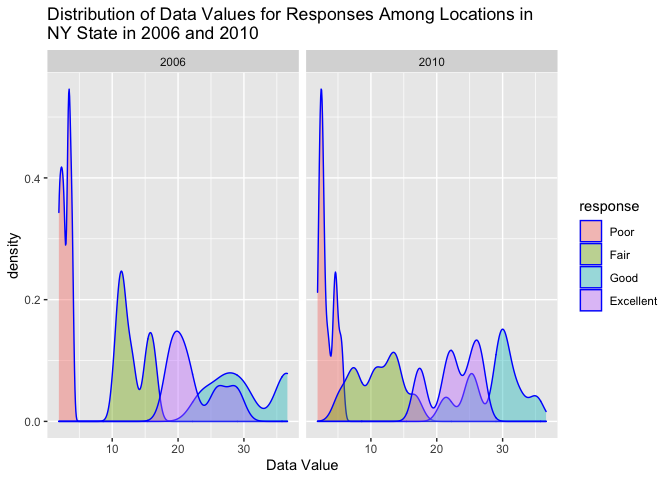 Distribution of Data Values for Responses Among Locations in
NY State in 2006 and 2010
2006
2010
density
0.4
0.2
0.0
10
20
30
10
20
30
Data Value
response
Poor
Fair
Good
Excellent